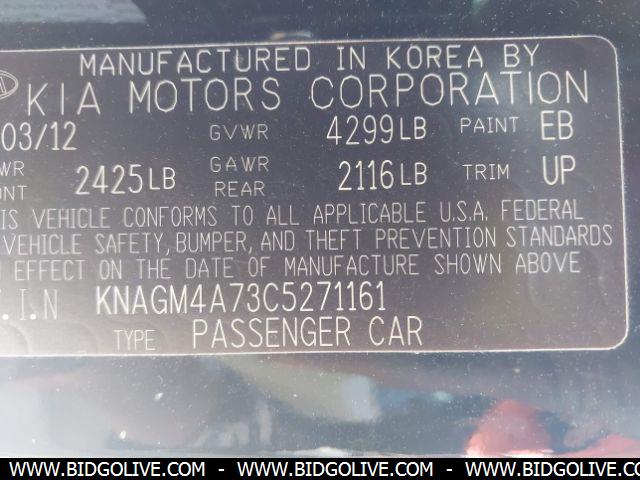 MANUFACTURED IN KOREA BY
KIA MOTORS CORPORATION
03/12 GVWR 4299LB PAINT EB
WR GAWR
ONT 2425LB REAR 2116LB TRIM UP
IS VEHICLE CONFORMS TO ALL APPLICABLE U.S.A. FEDERAL
VEHICLE SAFETY, BUMPER, AND THEFT PREVENTION STANDARDS
N EFFECT ON THE DATE OF MANUFACTURE SHOWN ABOVE
.I.N KNAGM4A73C5271161
TYPE PASSENGER CAR
WWW.BIDGOLIVE.COM - WWW.BIDGOLIVE.COM - WWW.BIDGOLIVE.COM